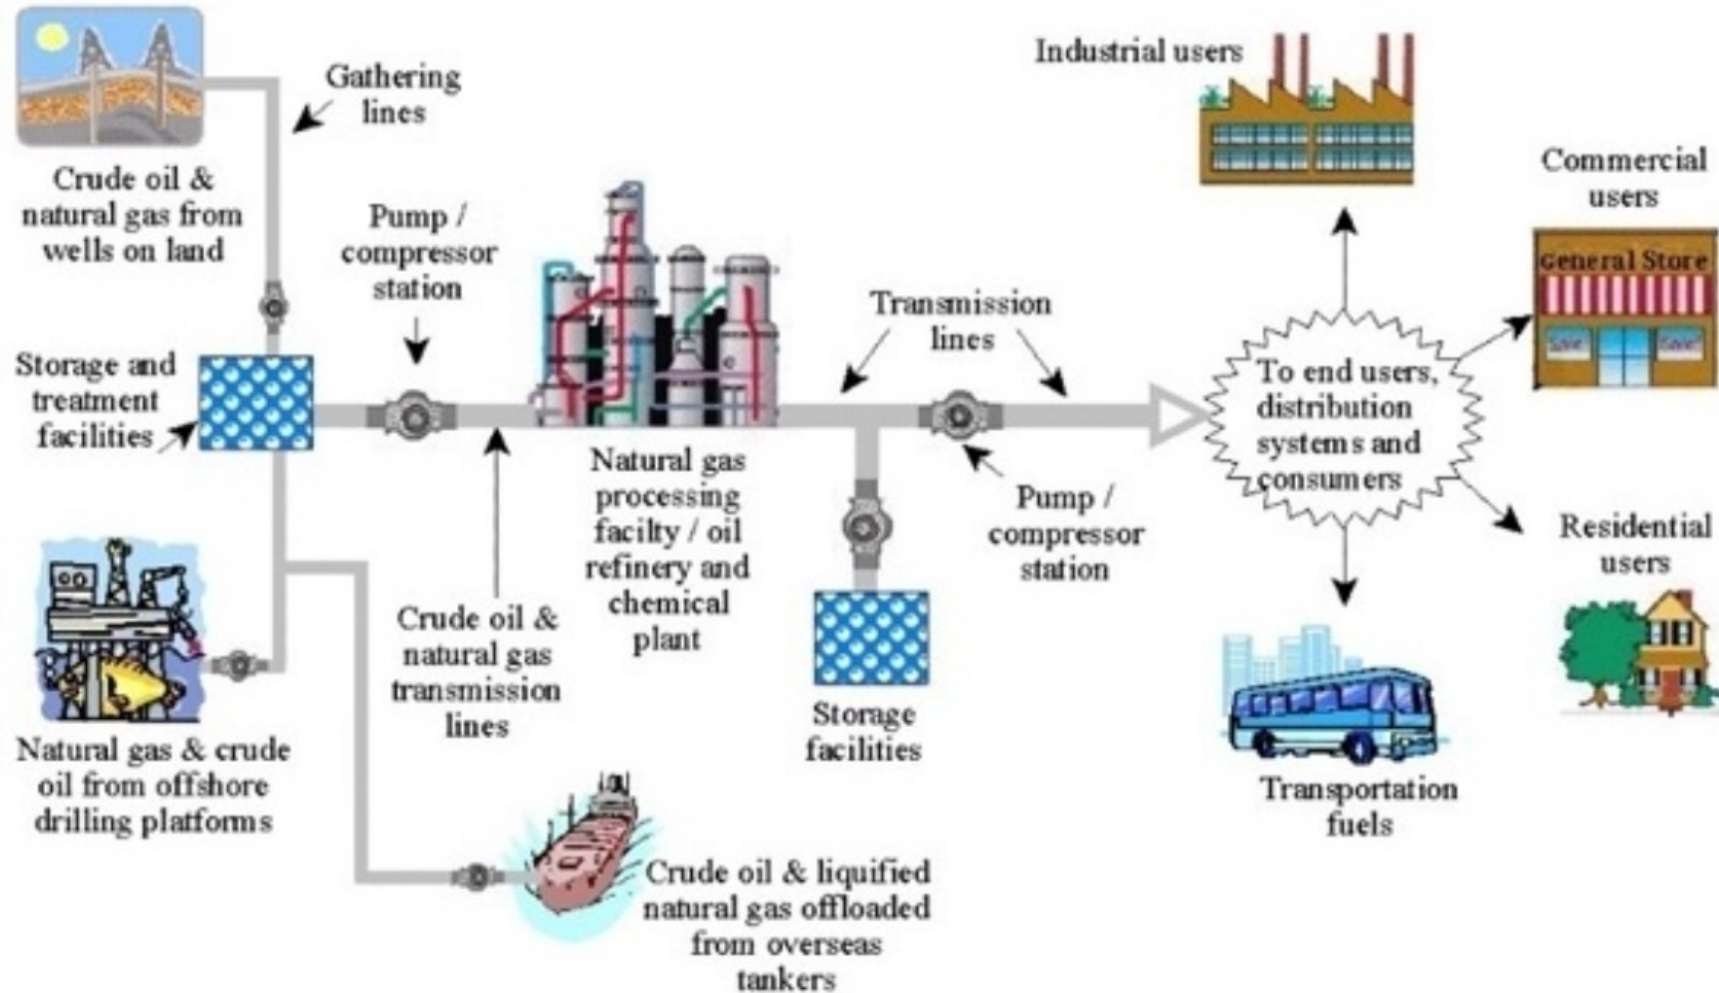 Gathering
lines
Crude oil &
natural gas from
wells on land
Pump /
compressor
station
Storage and
treatment
facilities
Natural gas & crude
oil from offshore
drilling platforms
Crude oil &
natural gas
transmission
lines
Natural gas
processing
facilty / oil
refinery and
chemical
plant
Crude oil & liquified
natural gas offloaded
from overseas
tankers
Transmission
lines
Pump /
compressor
station
Storage
facilities
To end users,
distribution
systems and
consumers
Industrial users
Commercial
users
General Store
Residential
users
Transportation
fuels